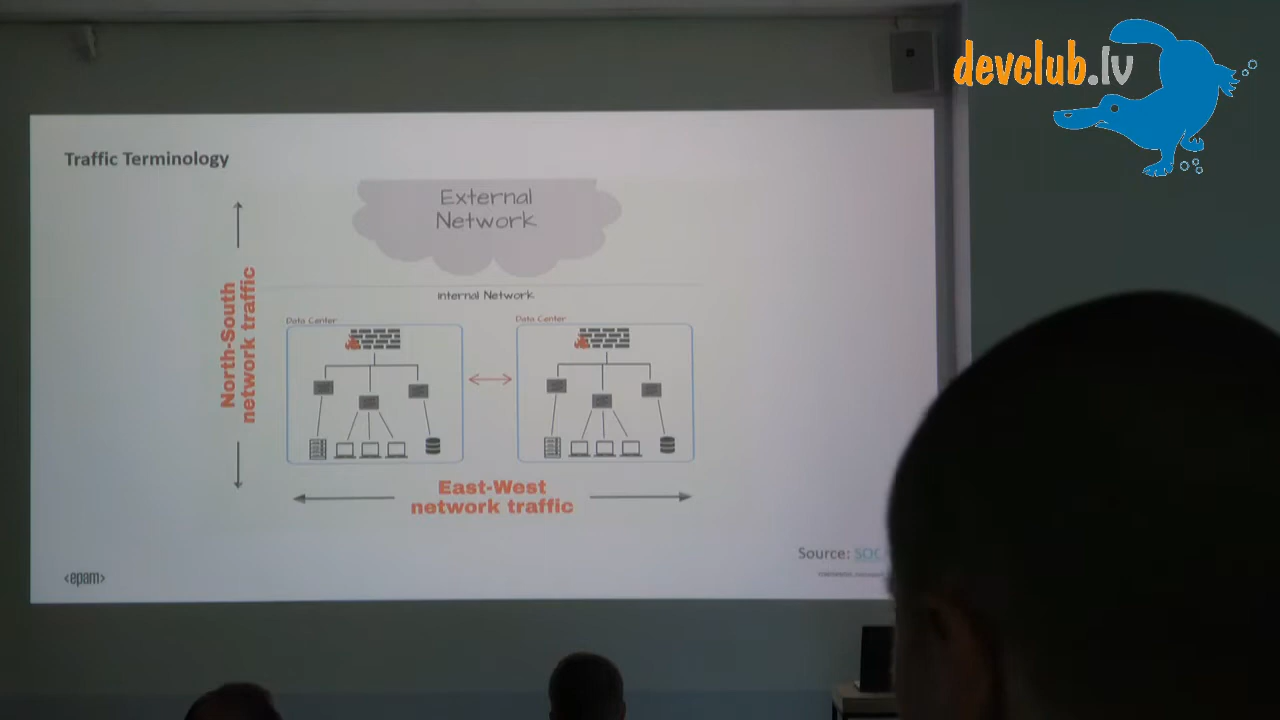 devclub.lv
Traffic Terminology
External
Network
Internal Network
Data Center
Data Center
North-South
network traffic
East-West
network traffic
Source: SOC
<epam>